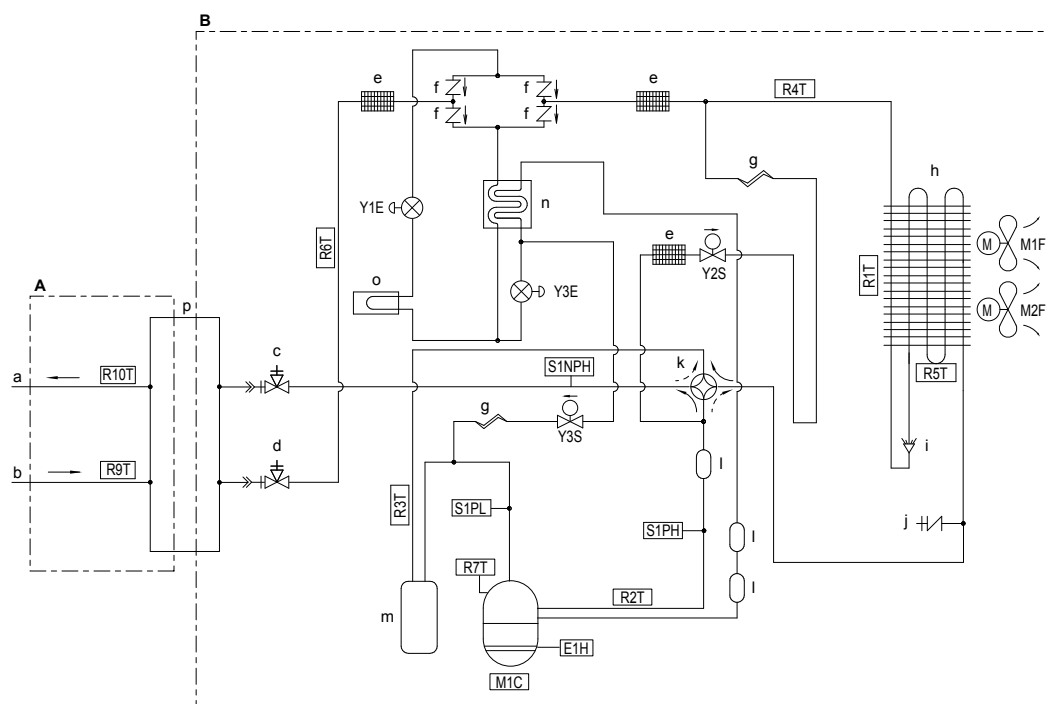 B
e
f
f
e
R4T
f
f
g
h
Y1E
n
R6T
e
M
M1F
R1T
o
Y3E
Y2S
A
p
M
M2F
c
S1NPH
k
a
R10T
R5T
g
Y3S
d
l
i
b
R9T
R3T
S1PL
S1PH
j
l
R7T
l
m
R2T
E1H
M1C